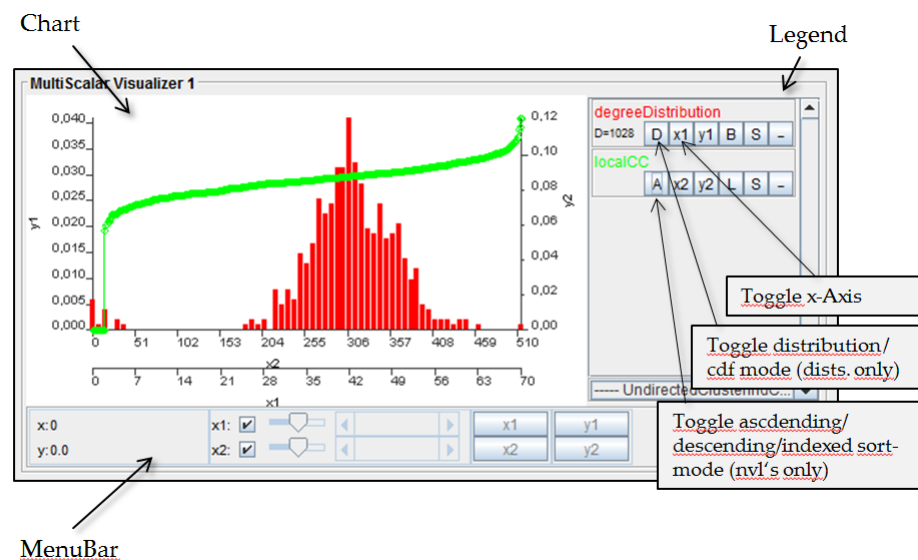 Chart
Legend
MultiScalar Visualizer 1
0,040
0,035
0,030
0,025
0,020
0,015
0,010
0,005
0,000
y1
0,12
0,10
0,08
0,06
0,04
0,02
0,00
y2
0 51 102 153 204 255 306 357 408 459 510
x2
0 7 14 21 28 35 42 49 56 63 70
x1
degreeDistribution
D=1028 D x1 y1 B S -
localCC
A x2 y2 L S -
Toggle x-Axis
Toggle distribution/
cdf mode (dists. only)
Toggle ascdending/
descending/indexed sort-
mode (nvl's only)
x:0
y:0.0
x1:
x2:
x1 y1
x2 y2
MenuBar